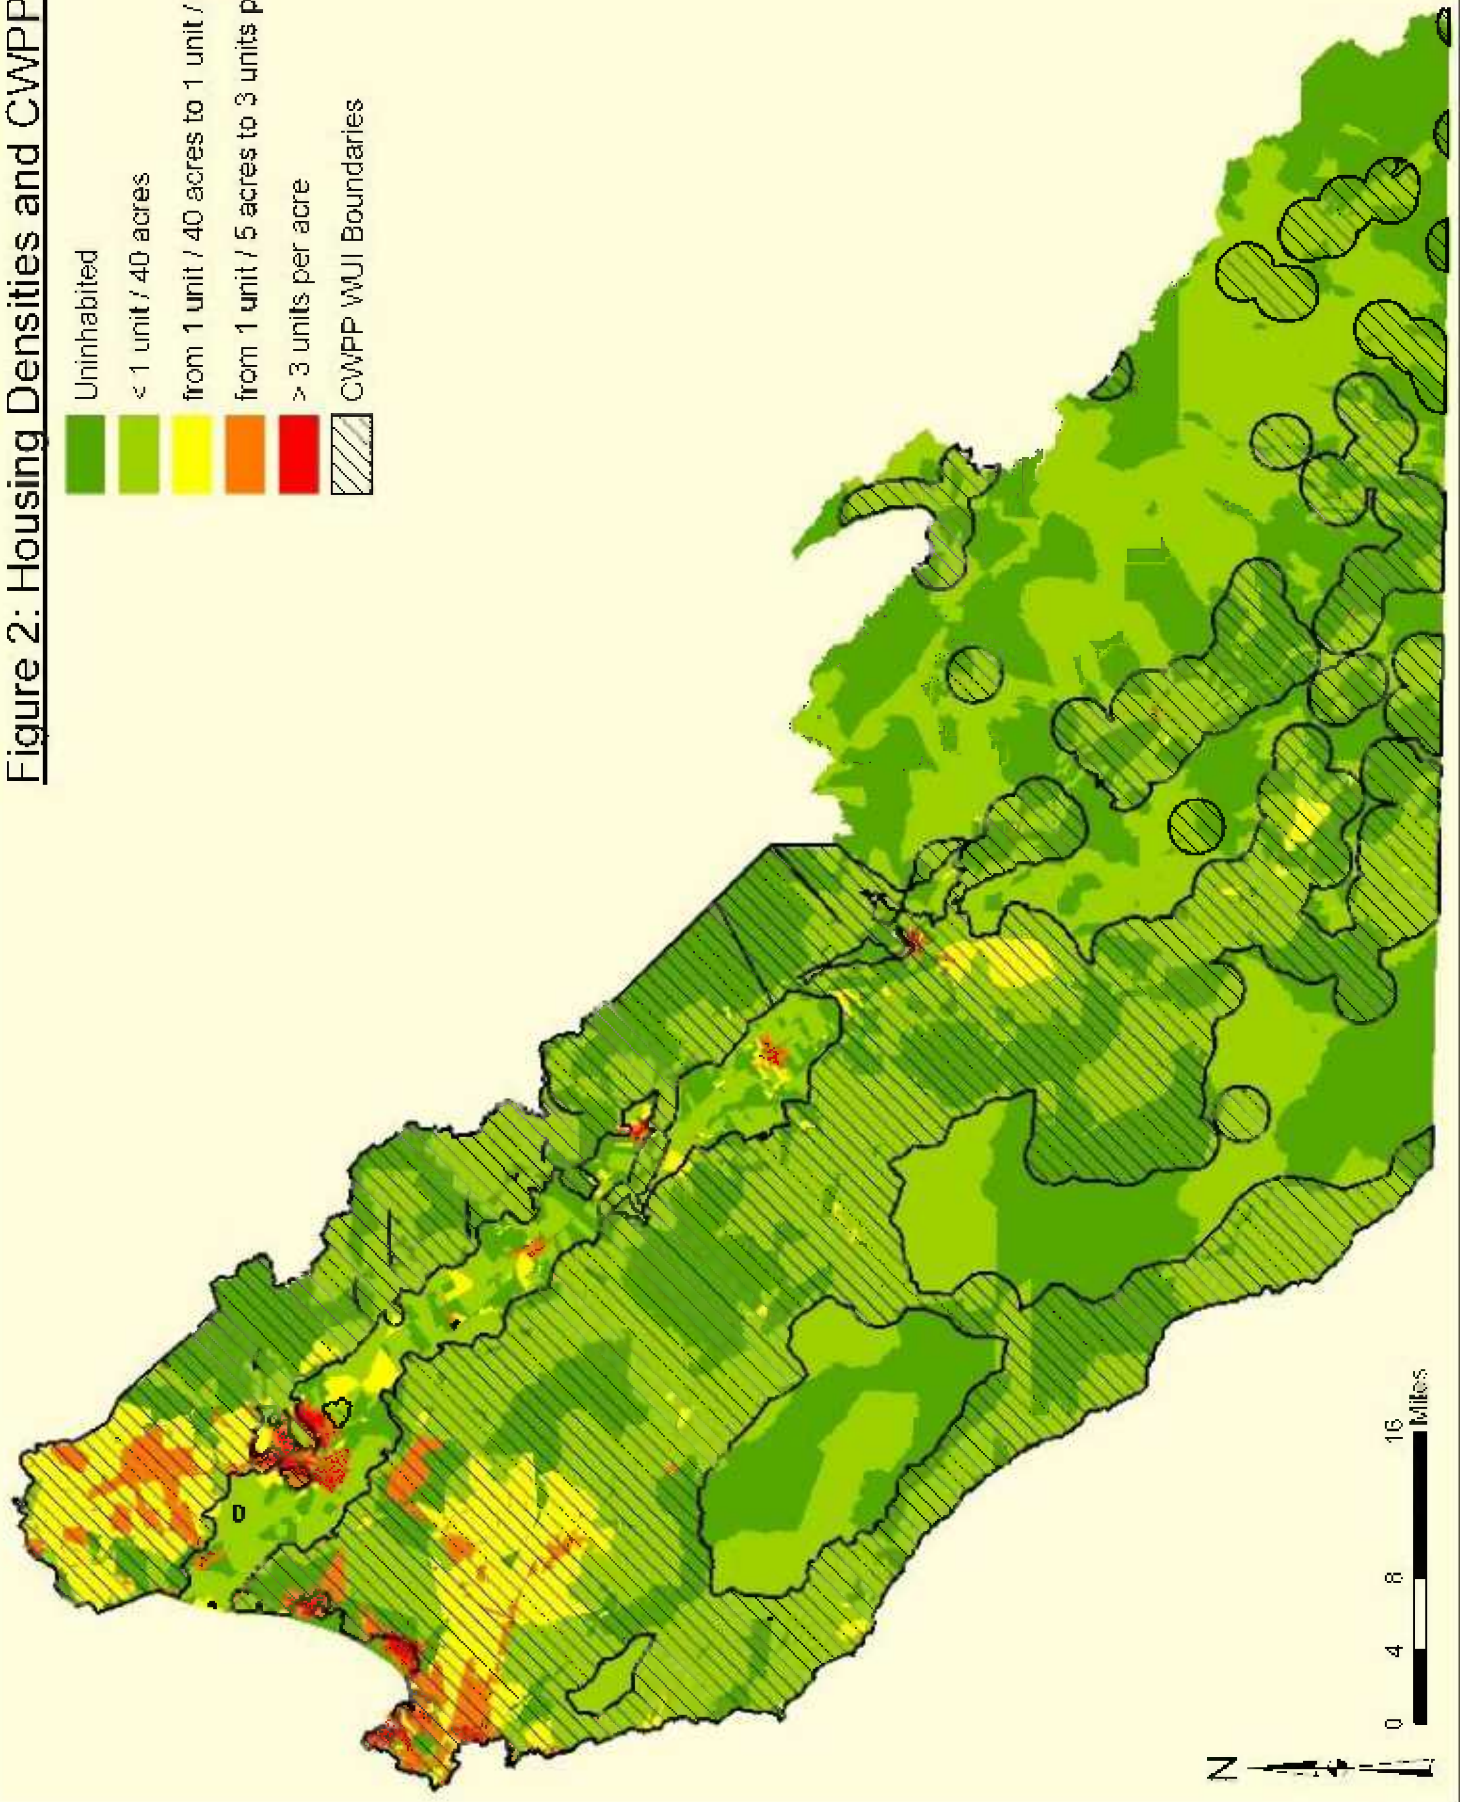 Figure 2: Housing Densities and CWPP
Uninhabited
< 1 unit / 40 acres
from 1 unit / 40 acres to 1 unit /
from 1 unit / 5 acres to 3 units p
> 3 units per acre
CWPP WUI Boundaries
D
N
0 4 8 16
Miles